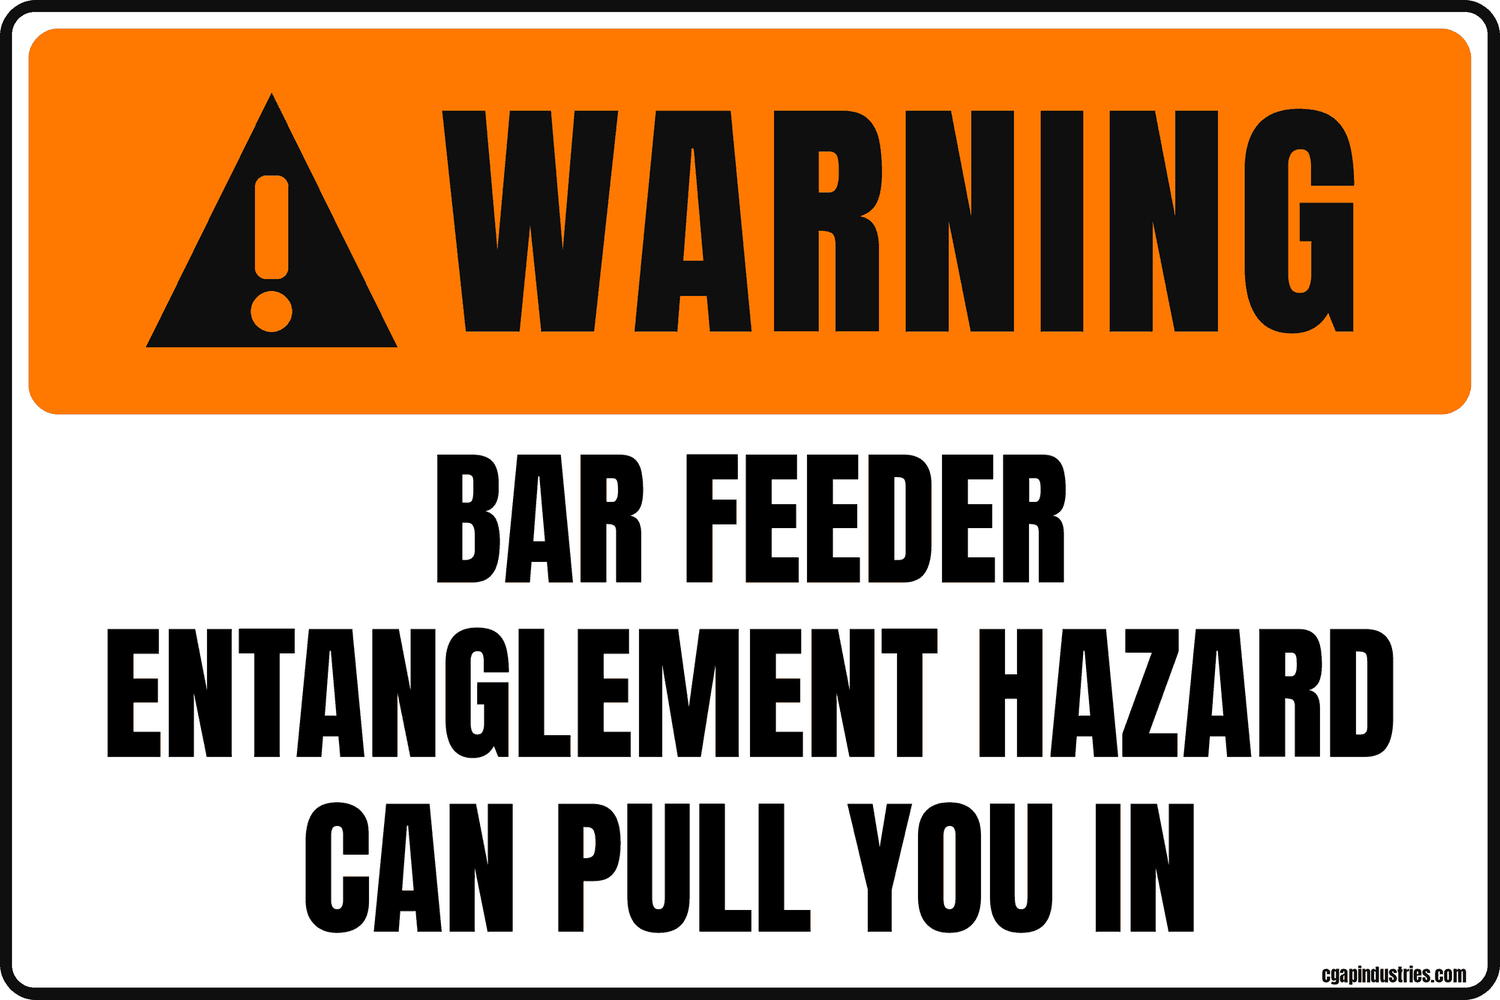 WARNING
BAR FEEDER
ENTANGLEMENT HAZARD
CAN PULL YOU IN
cgapindustries.com